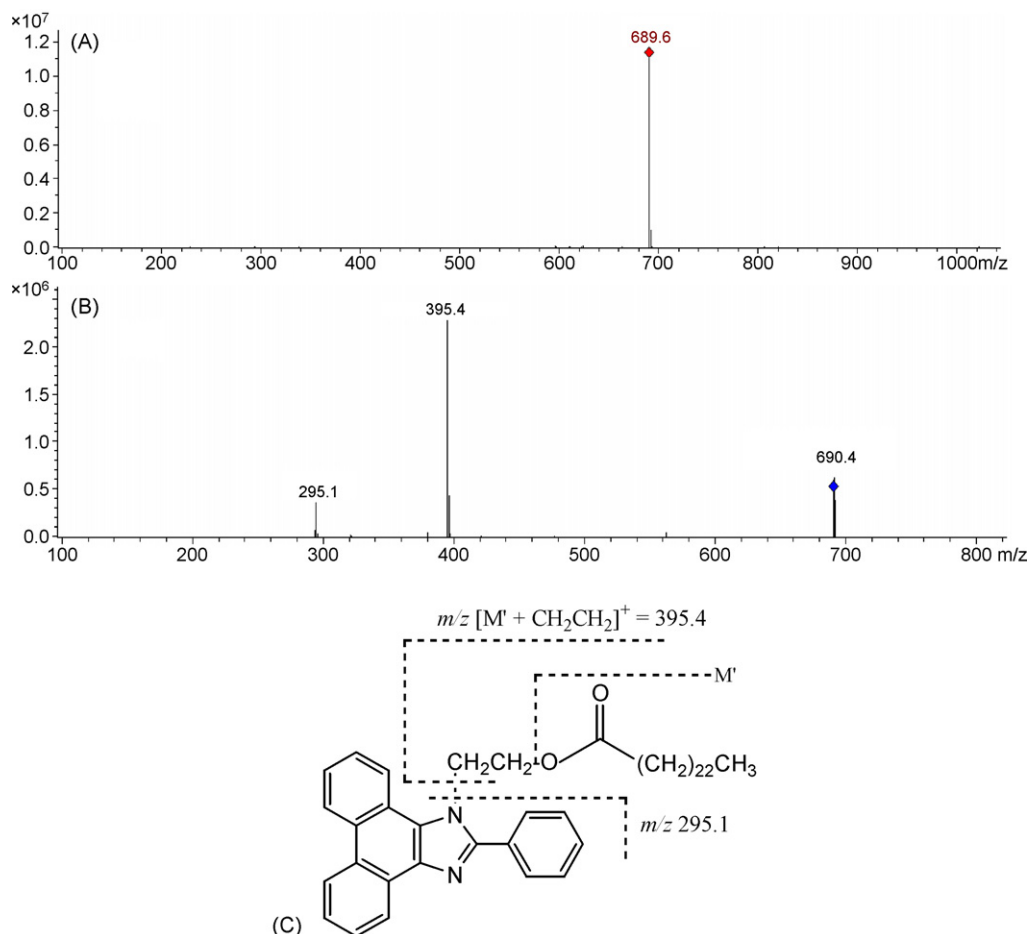 ×10⁷
(A)
689.6
1.2
1.0
0.8
0.6
0.4
0.2
0.0
100 200 300 400 500 600 700 800 900 1000m/z
×10⁶
(B)
395.4
2.0
1.5
1.0
690.4
0.5
295.1
0.0
100 200 300 400 500 600 700 800 m/z
m/z [M' + CH₂CH₂]⁺ = 395.4
M'
O
CH₂CH₂-O
(CH₂)₂₂CH₃
N
m/z 295.1
N
(C)